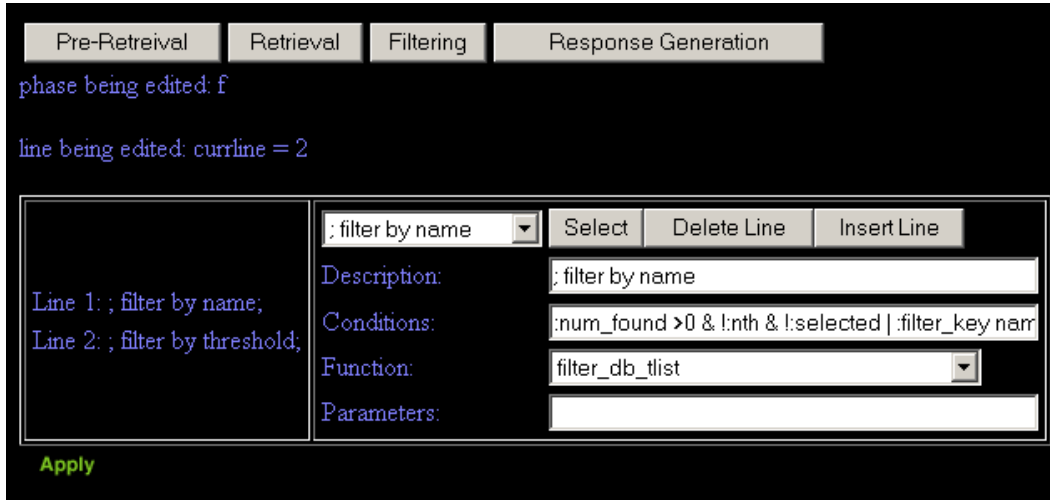 Pre-Retreival Retrieval Filtering Response Generation
phase being edited: f
line being edited: currline = 2
Line 1: ; filter by name;
Line 2: ; filter by threshold;
; filter by name Select Delete Line Insert Line
Description: ; filter by name
Conditions: :num_found >0 & !:nth & !:selected | :filter_key nam
Function: filter_db_tlist
Parameters:
Apply